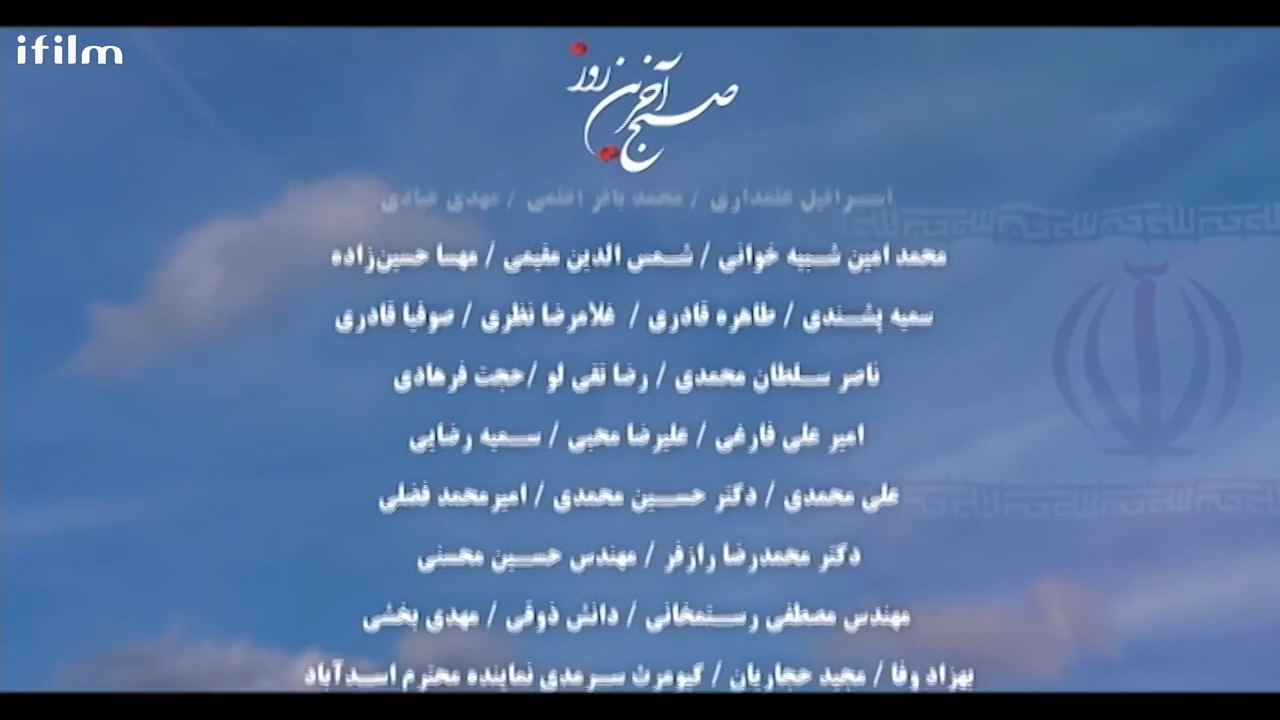 ifilm
صبح آخرین روز
اسرافیل علمداری / محمد باقر اعلمی / مهدی عبادی
محمد امین شبیه خوانی / شمس الدین مقیمی / مهسا حسین‌زاده
سمیه پشندی / طاهره قادری / غلامرضا نظری / صوفیا قادری
ناصر سلطان محمدی / رضا تقی لو / حجت فرهادی
امیر علی فارغی / علیرضا محبی / سمیه رضایی
علی محمدی / دکتر حسین محمدی / امیرمحمد فضلی
دکتر محمدرضا رازفر / مهندس حسین محسنی
مهندس مصطفی رستمخانی / دانش ذوقی / مهدی بخشی
بهزاد وفا / مجید حجاریان / کیومرث سرمدی نماینده محترم اسدآباد